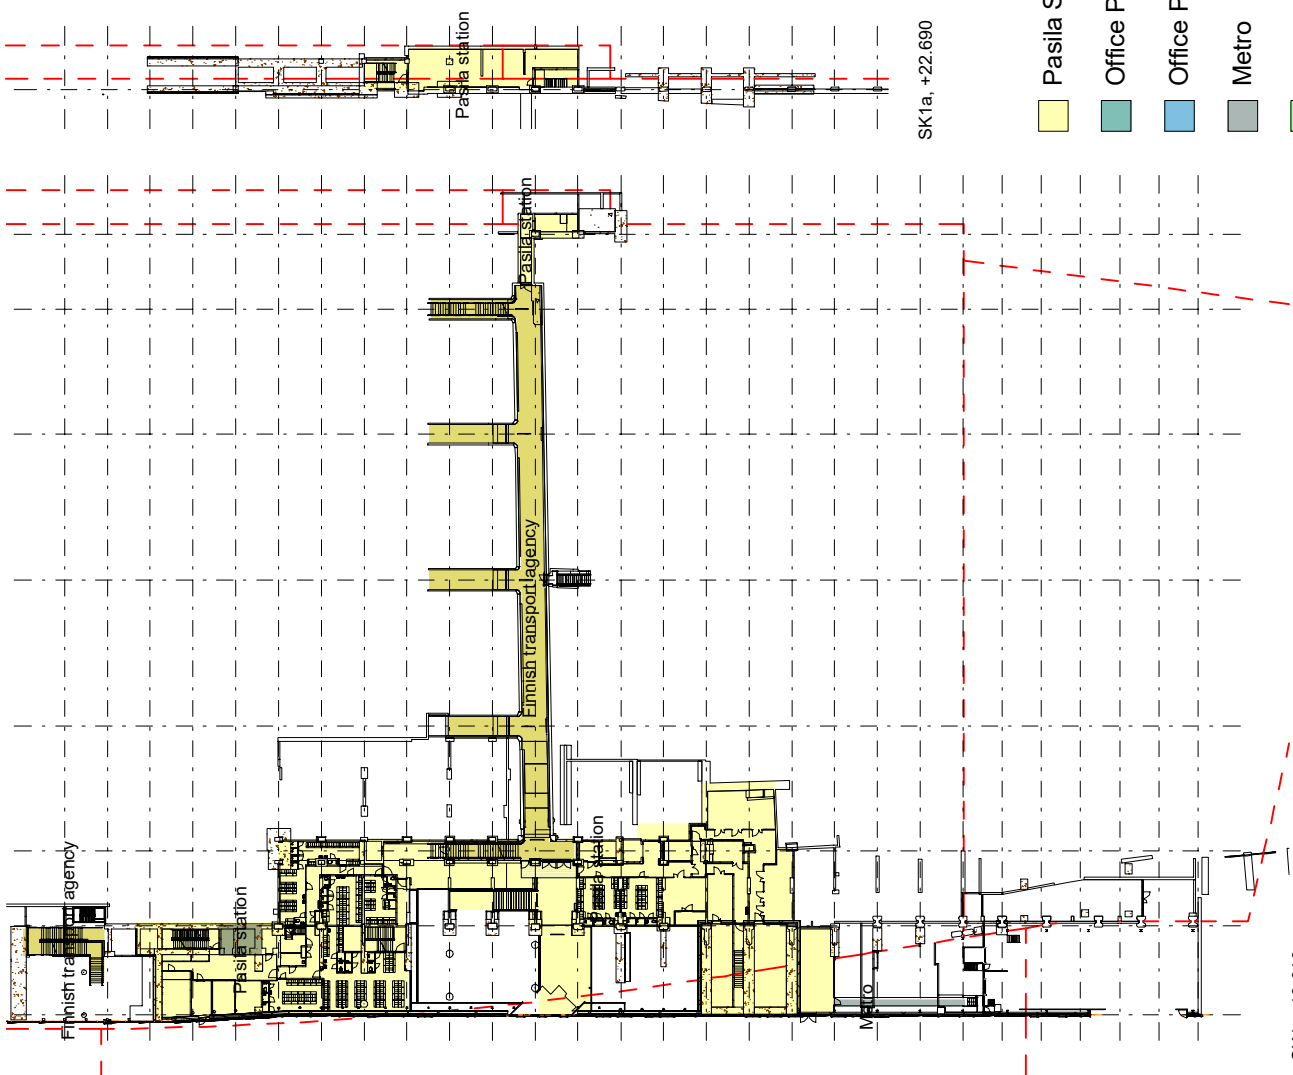 Pasila station
SK1a, +22.690
Pasila S
Office P
Office P
Metro
Pasila station
Finnish transport agency
Finnish transport agency
Pasila station
Pasila station
Metro